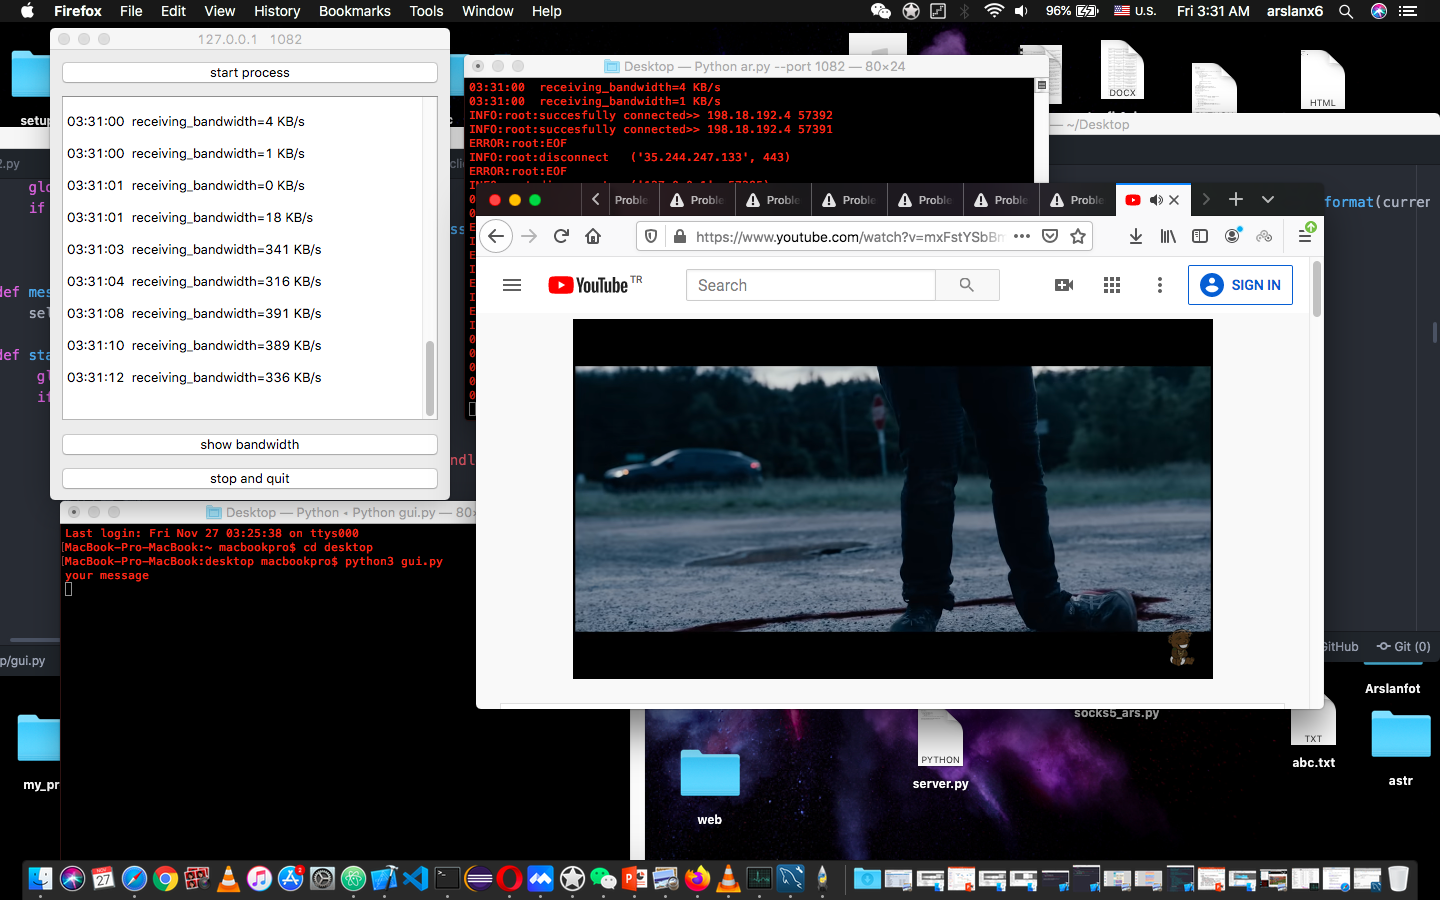 Firefox File Edit View History Bookmarks Tools Window Help
96% U.S. Fri 3:31 AM arslanx6
127.0.0.1 1082
start process
03:31:00 receiving_bandwidth=4 KB/s
03:31:00 receiving_bandwidth=1 KB/s
03:31:01 receiving_bandwidth=0 KB/s
03:31:01 receiving_bandwidth=18 KB/s
03:31:03 receiving_bandwidth=341 KB/s
03:31:04 receiving_bandwidth=316 KB/s
03:31:08 receiving_bandwidth=391 KB/s
03:31:10 receiving_bandwidth=389 KB/s
03:31:12 receiving_bandwidth=336 KB/s
show bandwidth
stop and quit
Desktop — Python ar.py --port 1082 — 80×24
03:31:00 receiving_bandwidth=4 KB/s
03:31:00 receiving_bandwidth=1 KB/s
INFO:root:succesfully connected>> 198.18.192.4 57392
INFO:root:succesfully connected>> 198.18.192.4 57391
ERROR:root:EOF
INFO:root:disconnect ('35.244.247.133', 443)
ERROR:root:EOF
Proble Proble Proble Proble Proble Proble Proble
https://www.youtube.com/watch?v=mxFstYSbBm
YouTube TR
Search
SIGN IN
Desktop — Python • Python gui.py — 80×
Last login: Fri Nov 27 03:25:38 on ttys000
[MacBook-Pro-MacBook:~ macbookpro$ cd desktop
[MacBook-Pro-MacBook:desktop macbookpro$ python3 gui.py
your message
— ~/Desktop
format(curren
2.py
glo
if
def mes
sel
def sta
gl
if
ndl
p/gui.py
GitHub Git (0)
setup
DOCX
HTML
Arslanfot
socks5_ars.py
PYTHON
server.py
TXT
abc.txt
astr
my_pr
web
NOV
27